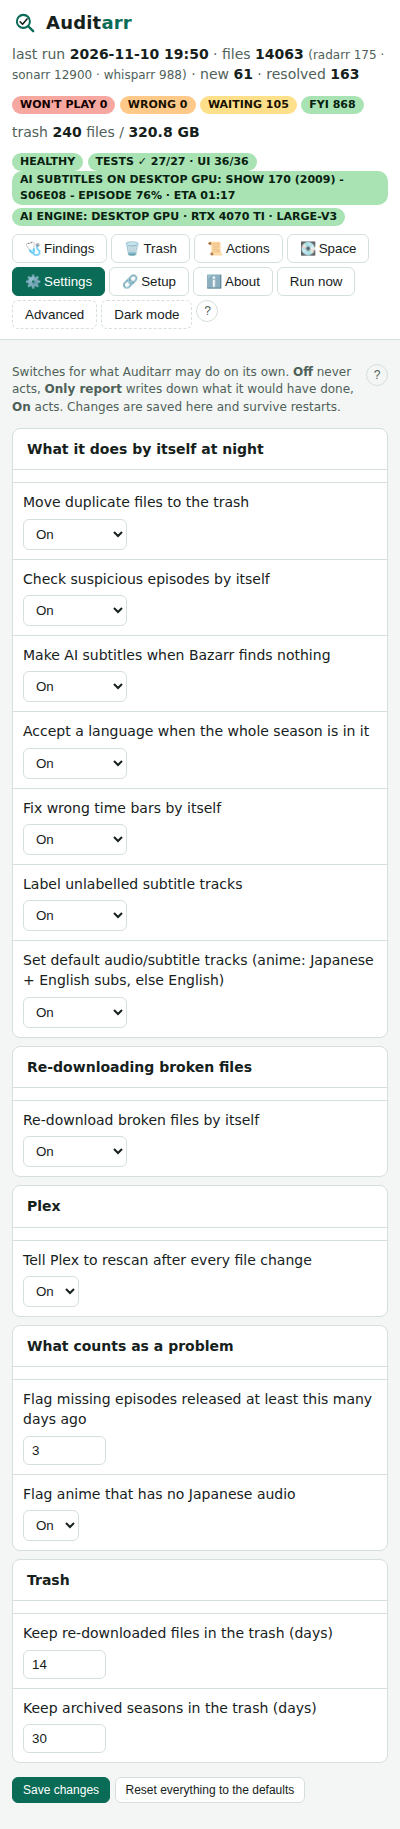 Auditarr
last run 2026-11-10 19:50 · files 14063 (radarr 175 ·
sonarr 12900 · whisparr 988) · new 61 · resolved 163
WON'T PLAY 0 WRONG 0 WAITING 105 FYI 868
trash 240 files / 320.8 GB
HEALTHY TESTS ✓ 27/27 · UI 36/36
AI SUBTITLES ON DESKTOP GPU: SHOW 170 (2009) -
S06E08 - EPISODE 76% · ETA 01:17
AI ENGINE: DESKTOP GPU · RTX 4070 TI · LARGE-V3
Findings Trash Actions Space
Settings Setup About Run now
Advanced Dark mode ?
Switches for what Auditarr may do on its own. Off never ?
acts, Only report writes down what it would have done,
On acts. Changes are saved here and survive restarts.
What it does by itself at night
Move duplicate files to the trash
On
Check suspicious episodes by itself
On
Make AI subtitles when Bazarr finds nothing
On
Accept a language when the whole season is in it
On
Fix wrong time bars by itself
On
Label unlabelled subtitle tracks
On
Set default audio/subtitle tracks (anime: Japanese
+ English subs, else English)
On
Re-downloading broken files
Re-download broken files by itself
On
Plex
Tell Plex to rescan after every file change
On
What counts as a problem
Flag missing episodes released at least this many
days ago
3
Flag anime that has no Japanese audio
On
Trash
Keep re-downloaded files in the trash (days)
14
Keep archived seasons in the trash (days)
30
Save changes Reset everything to the defaults